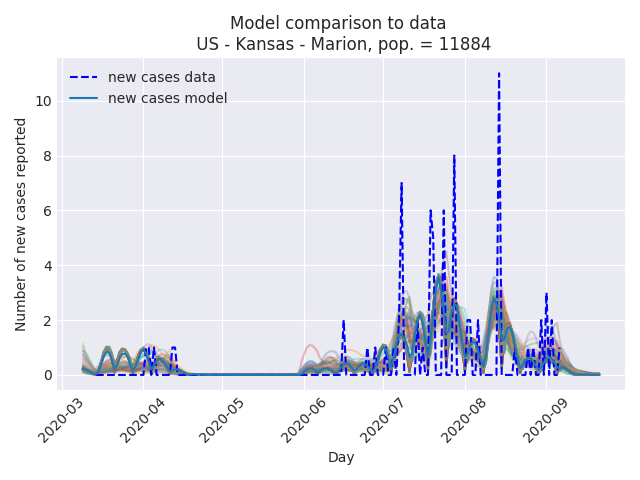 Model comparison to data
US - Kansas - Marion, pop. = 11884
new cases data
new cases model
Number of new cases reported
10
8
6
4
2
0
2020-03
2020-04
2020-05
2020-06
2020-07
2020-08
2020-09
Day